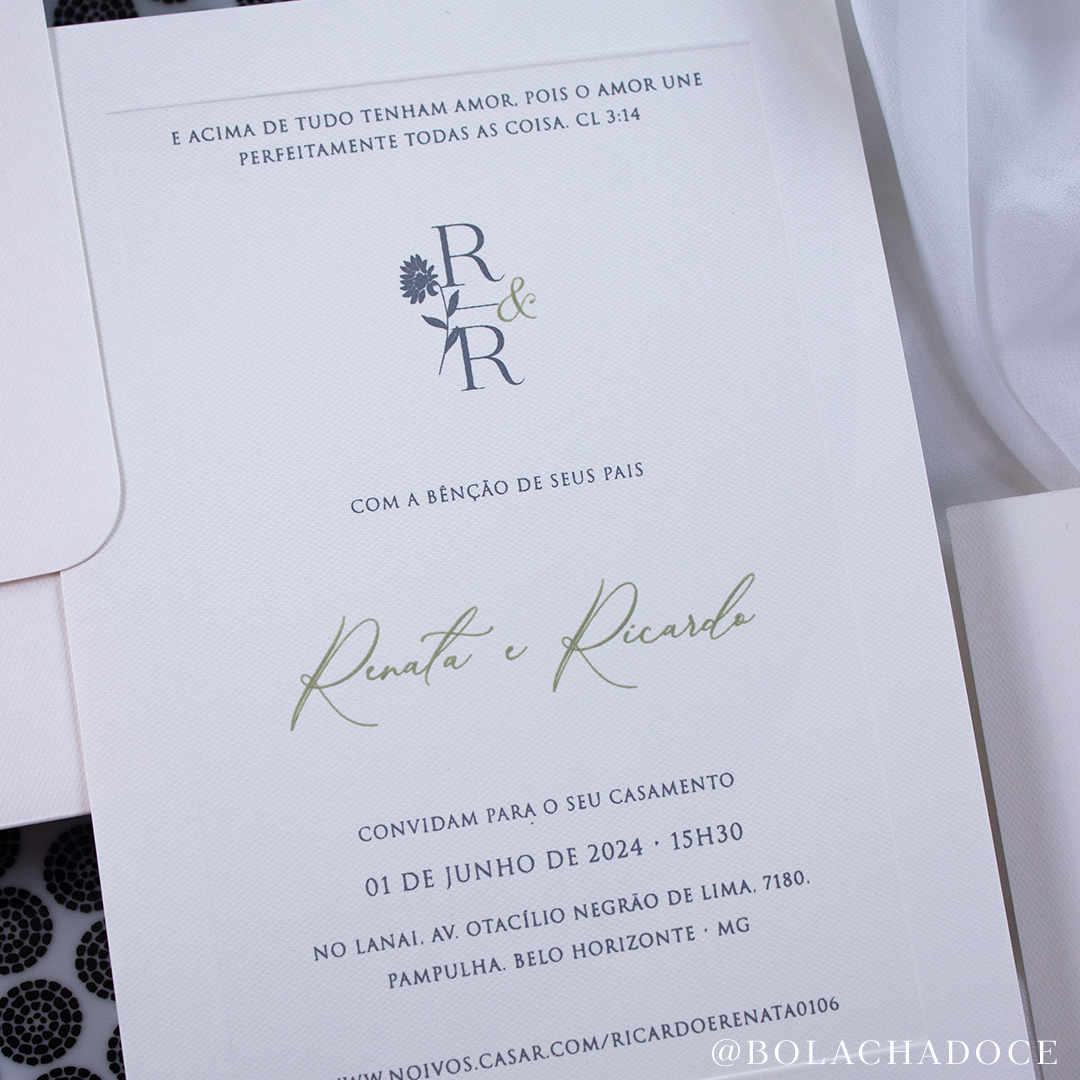 E ACIMA DE TUDO TENHAM AMOR, POIS O AMOR UNE
PERFEITAMENTE TODAS AS COISA. CL 3:14
R
&
R
COM A BÊNÇÃO DE SEUS PAIS
Renata e Ricardo
CONVIDAM PARA O SEU CASAMENTO
01 DE JUNHO DE 2024 · 15H30
NO LANAI, AV. OTACÍLIO NEGRÃO DE LIMA, 7180,
PAMPULHA, BELO HORIZONTE · MG
WWW.NOIVOS.CASAR.COM/RICARDOERENATA0106
@BOLACHADOCE